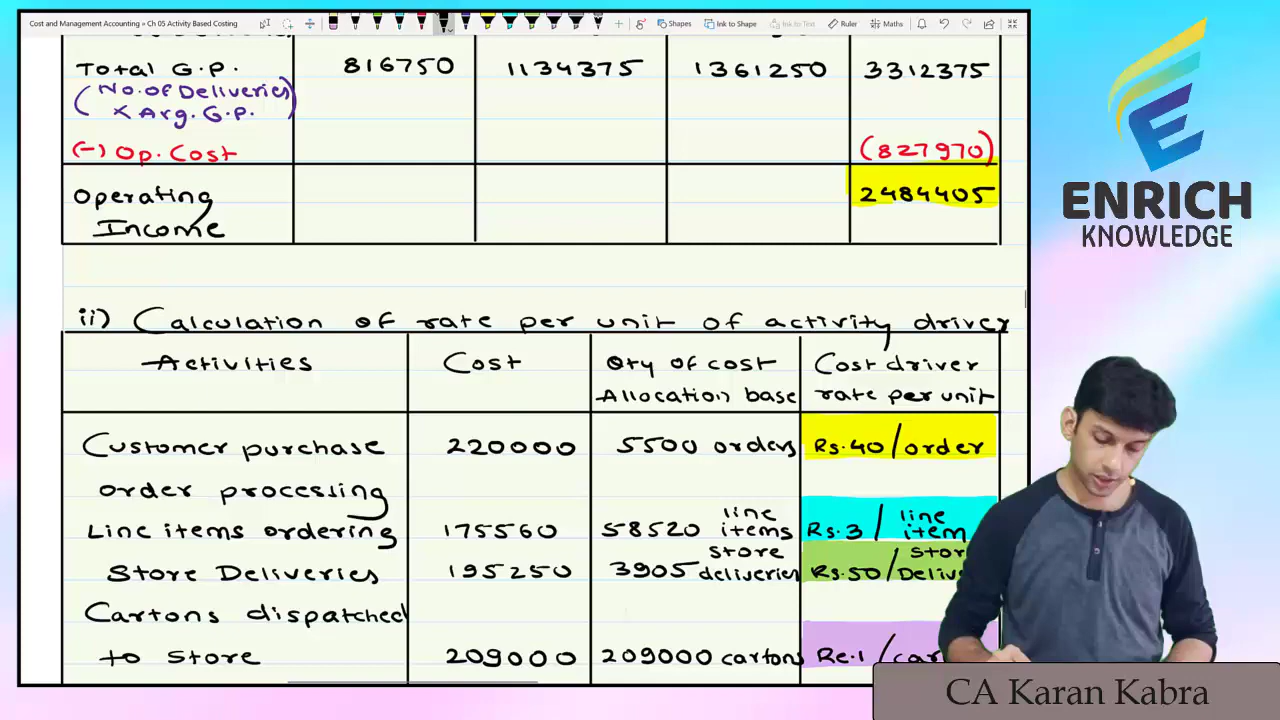 Cost and Management Accounting » Ch 05 Activity Based Costing
Shapes
Ink to Shape
Ink to Text
Ruler
Maths
Total G.P. 816750 1134375 1361250 3312375
(No. of Deliveries
x Avg. G.P.)
(-) Op. Cost (827970)
Operating 2484405
Income
ENRICH
KNOWLEDGE
ii) Calculation of rate per unit of activity driver
Activities Cost Qty of cost Cost driver
Allocation base rate per unit
Customer purchase 220000 5500 orders Rs.40/order
order processing
line line
Line items ordering 175560 58520 items Rs.3 / item
store stor
Store Deliveries 195250 3905 deliveries Rs.50/Deliv
Cartons dispatched
to store 209000 209000 cartons Re.1 /car
CA Karan Kabra